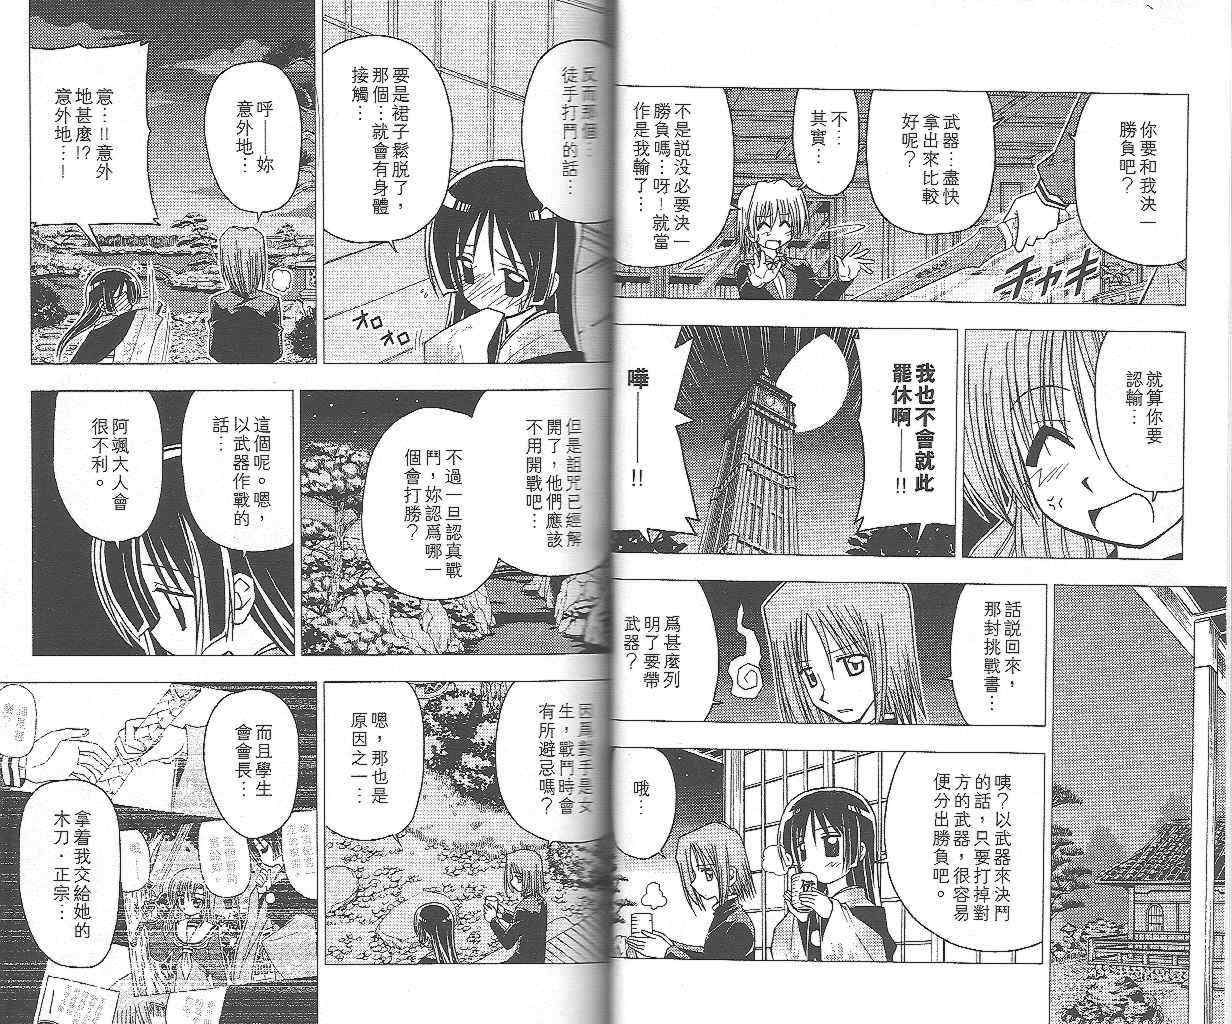 你要和我決一
勝負吧?
武器…盡快
拿出來比較
好呢?
不…
其實…
不是說没必要決一
勝負嗎…呀!就當
作是我輸了…
チャキ
就算你要
認輸…
我也不會就此
罷休啊——!!
嘩——!!
話說回來,
那封挑戰書…
爲甚麼列
明了要帶
武器?
咦?以武器來決鬥
的話,只要打掉對
方的武器,很容易
便分出勝負吧。
哦…
反而那個…
徒手打鬥的話…
要是裙子鬆脫了,
那個…就會有身體
接觸…
オロ
オロ
呼——妳
意外地…
意…!!意外
地甚麼!?
意外地…!
但是詛咒已經解
開了,他們應該
不用開戰吧…
不過一旦認真戰
鬥,妳認爲哪一
個會打勝?
這個呢。嗯,
以武器作戰的
話…
阿颯大人會
很不利。
因爲對手是女
生,戰鬥時會
有所避忌嗎?
嗯,那也是
原因之一…
而且學生
會會長…
拿着我交給她的
木刀.正宗…